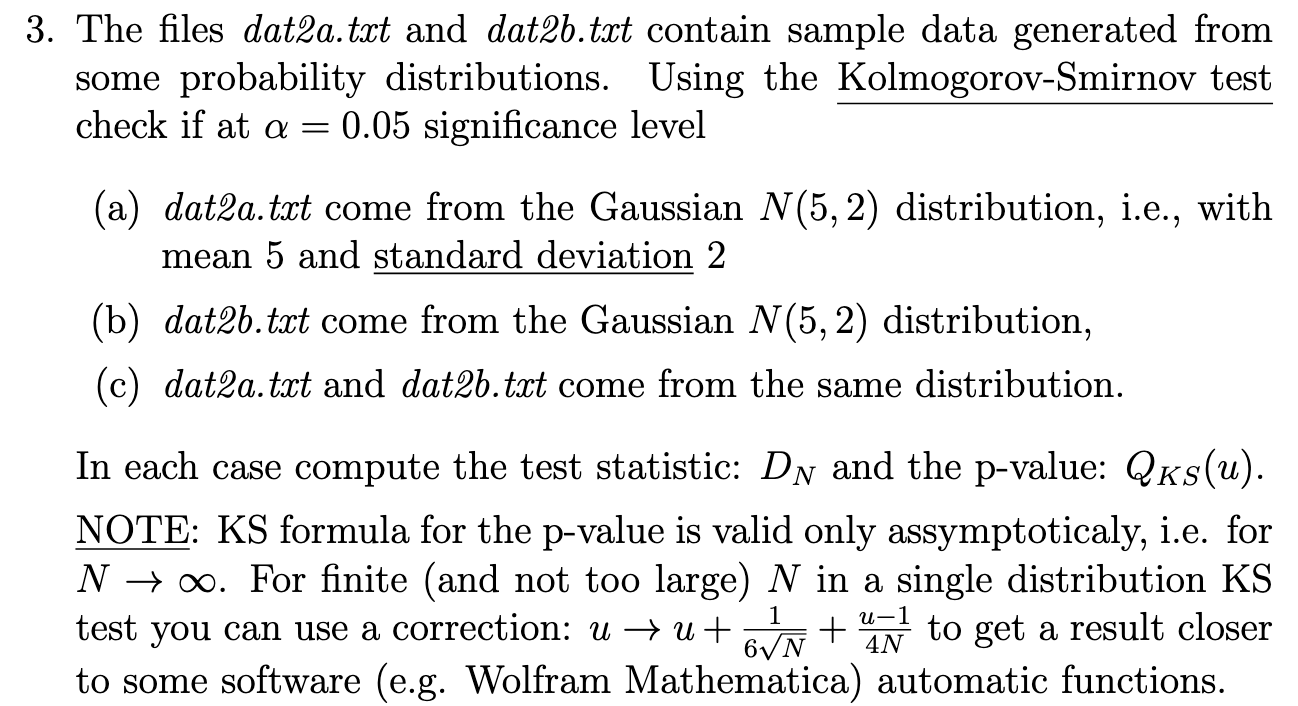 3. The files dat2a.txt and dat2b.txt contain sample data generated from
some probability distributions. Using the Kolmogorov-Smirnov test
check if at α = 0.05 significance level
(a) dat2a.txt come from the Gaussian N(5, 2) distribution, i.e., with
mean 5 and standard deviation 2
(b) dat2b.txt come from the Gaussian N(5, 2) distribution,
(c) dat2a.txt and dat2b.txt come from the same distribution.
In each case compute the test statistic: D_N and the p-value: Q_{KS}(u).
NOTE: KS formula for the p-value is valid only assymptoticaly, i.e. for
N → ∞. For finite (and not too large) N in a single distribution KS
test you can use a correction: u → u + \frac{1}{6\sqrt{N}} + \frac{u-1}{4N} to get a result closer
to some software (e.g. Wolfram Mathematica) automatic functions.